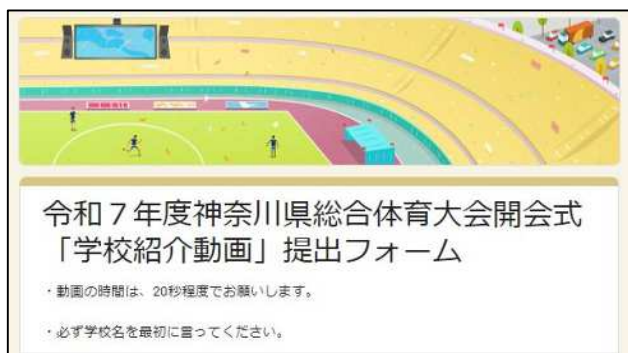 令和７年度神奈川県総合体育大会開会式
「学校紹介動画」提出フォーム
・動画の時間は、20秒程度でお願いします。
・必ず学校名を最初に言ってください。